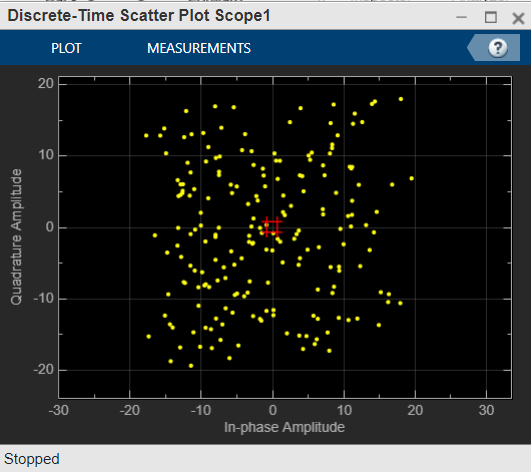 Discrete-Time Scatter Plot Scope1
PLOT MEASUREMENTS ?
20
10
0
-10
-20
Quadrature Amplitude
-30 -20 -10 0 10 20 30
In-phase Amplitude
Stopped